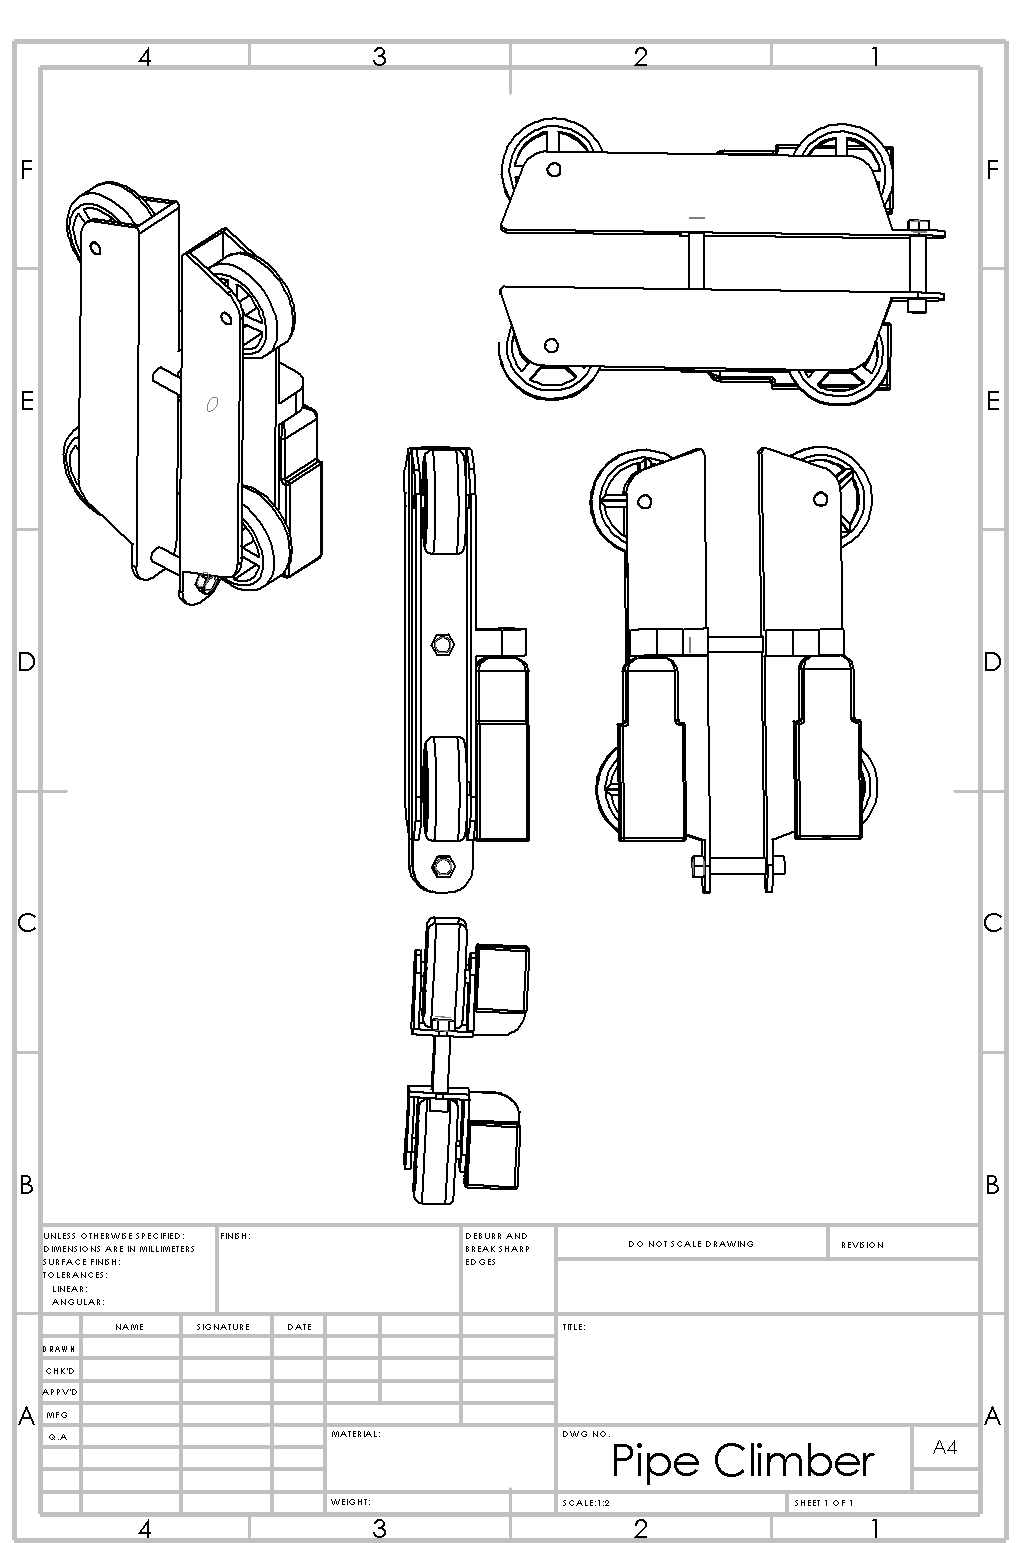 4 3 2 1
F F
E E
D D
C C
B B
A A
UNLESS OTHERWISE SPECIFIED:
DIMENSIONS ARE IN MILLIMETERS
SURFACE FINISH:
TOLERANCES:
LINEAR:
ANGULAR:
FINISH:
DEBURR AND
BREAK SHARP
EDGES
DO NOT SCALE DRAWING
REVISION
NAME SIGNATURE DATE
DRAWN
CHK'D
APPV'D
MFG
Q.A
TITLE:
MATERIAL:
DWG NO.
Pipe Climber
A4
WEIGHT:
SCALE:1:2
SHEET 1 OF 1
4 3 2 1